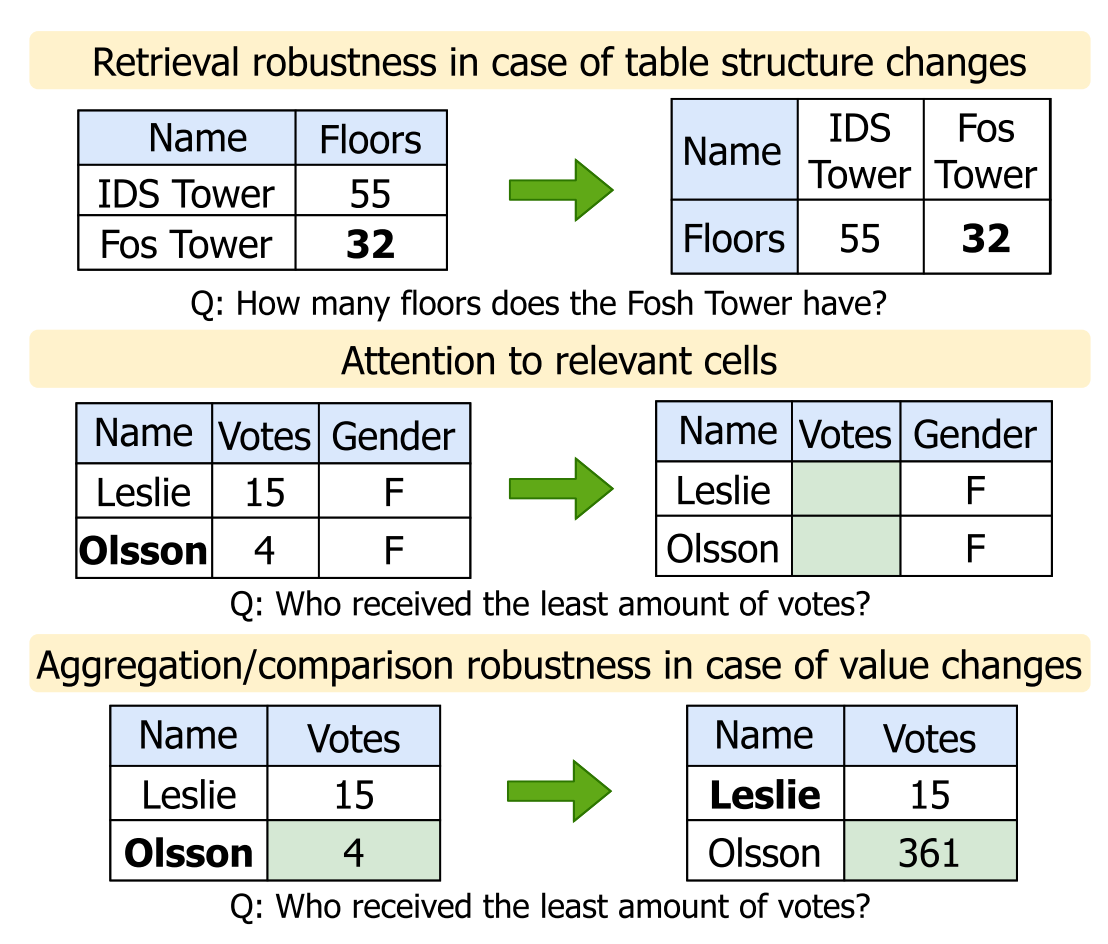 Retrieval robustness in case of table structure changes
Name Floors
IDS Tower 55
Fos Tower 32
Name IDS Tower Fos Tower
Floors 55 32
Q: How many floors does the Fosh Tower have?
Attention to relevant cells
Name Votes Gender
Leslie 15 F
Olsson 4 F
Name Votes Gender
Leslie F
Olsson F
Q: Who received the least amount of votes?
Aggregation/comparison robustness in case of value changes
Name Votes
Leslie 15
Olsson 4
Name Votes
Leslie 15
Olsson 361
Q: Who received the least amount of votes?